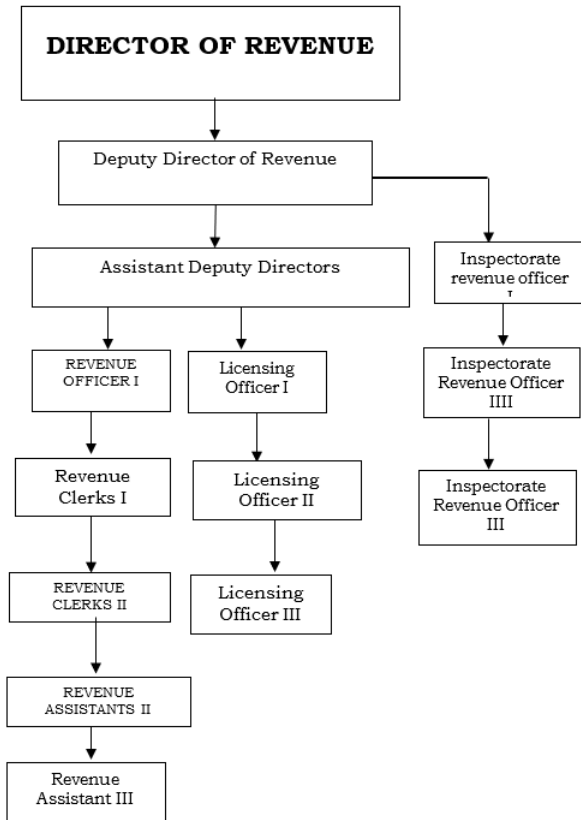 DIRECTOR OF REVENUE
Deputy Director of Revenue
Assistant Deputy Directors
Inspectorate
revenue officer
REVENUE
OFFICER I
Licensing
Officer I
Inspectorate
Revenue Officer
IIII
Revenue
Clerks I
Licensing
Officer II
Inspectorate
Revenue Officer
III
REVENUE
CLERKS II
Licensing
Officer III
REVENUE
ASSISTANTS II
Revenue
Assistant III